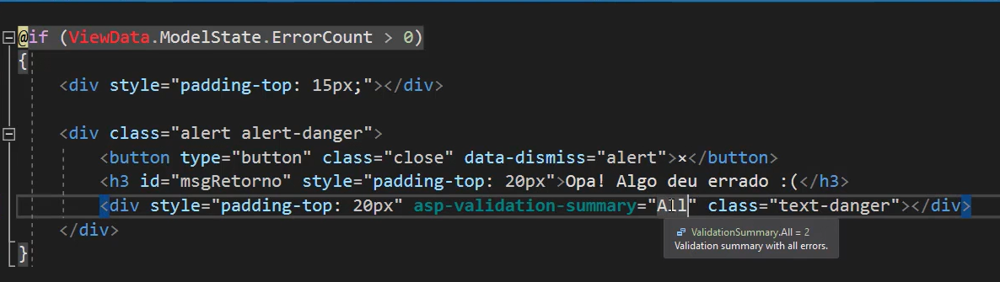 @if (ViewData.ModelState.ErrorCount > 0)
{
<div style="padding-top: 15px;"></div>
<div class="alert alert-danger">
<button type="button" class="close" data-dismiss="alert">×</button>
<h3 id="msgRetorno" style="padding-top: 20px">Opa! Algo deu errado :(</h3>
<div style="padding-top: 20px" asp-validation-summary="All" class="text-danger"></div>
ValidationSummary.All = 2
Validation summary with all errors.
</div>
}